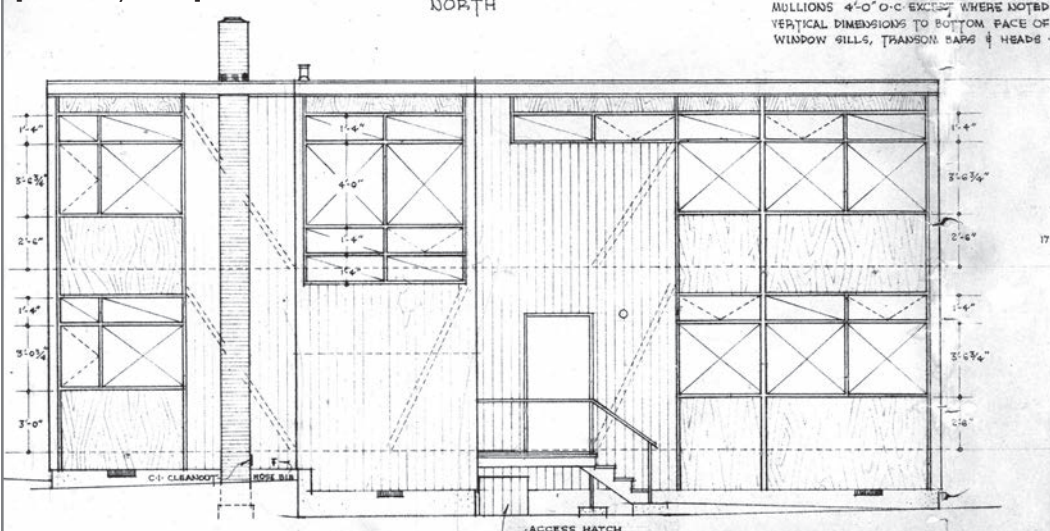 NORTH
MULLIONS 4'-0" O·C· EXCEPT WHERE NOTED
VERTICAL DIMENSIONS TO BOTTOM FACE OF
WINDOW SILLS, TRANSOM BARS & HEADS
1'-4"
3'-6¾"
2'-6"
1'-4"
3'-0¾"
3'-0"
1'-4"
4'-0"
1'-4"
1'-4"
1'-4"
3'-6¾"
2'-6"
17
1'-4"
3'-6¾"
2'-6"
C·I· CLEANOUT
HOSE BIB
ACCESS HATCH